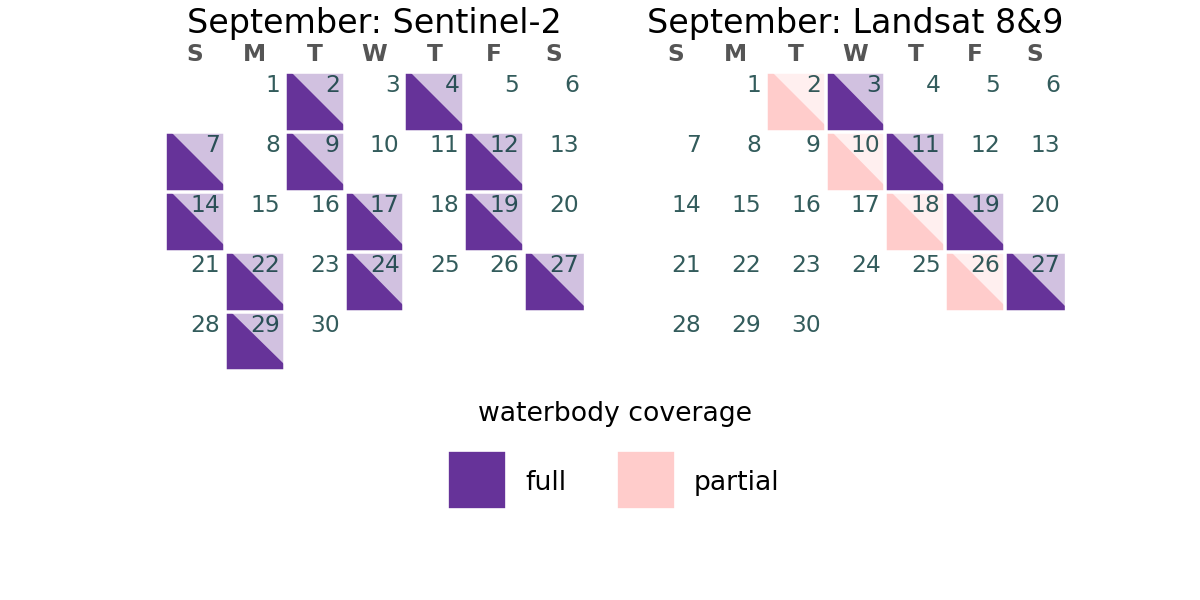 September: Sentinel-2
S M T W T F S
1 2 3 4 5 6
7 8 9 10 11 12 13
14 15 16 17 18 19 20
21 22 23 24 25 26 27
28 29 30
September: Landsat 8&9
S M T W T F S
1 2 3 4 5 6
7 8 9 10 11 12 13
14 15 16 17 18 19 20
21 22 23 24 25 26 27
28 29 30
waterbody coverage
full partial